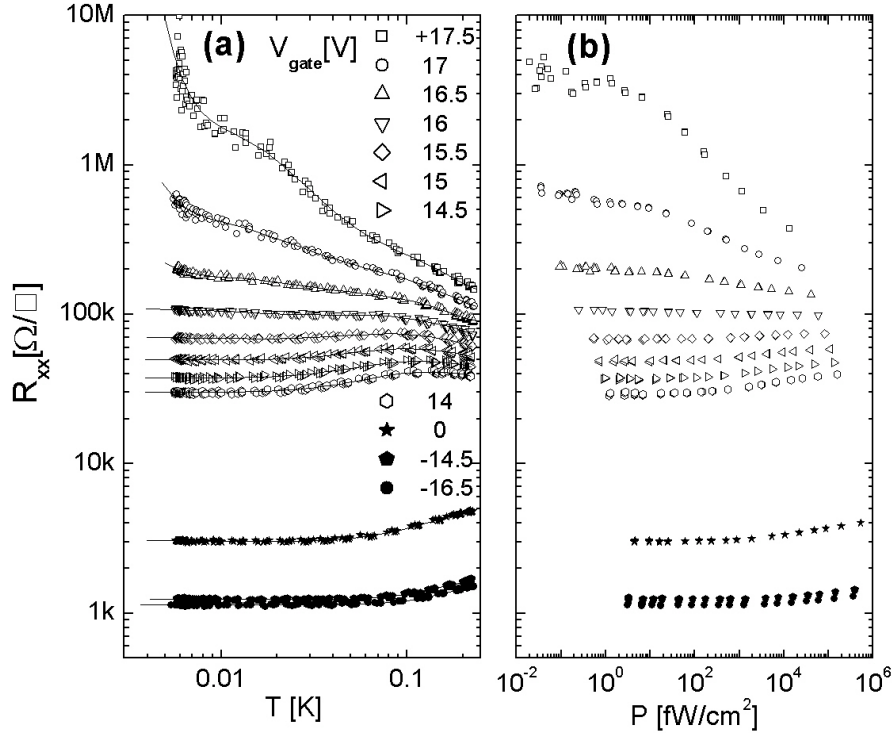 (a)
V_gate[V]
+17.5
17
16.5
16
15.5
15
14.5
14
0
-14.5
-16.5
10M
1M
100k
10k
1k
R_xx[Ω/□]
0.01
0.1
T [K]
(b)
10^-2
10^0
10^2
10^4
10^6
P [fW/cm^2]